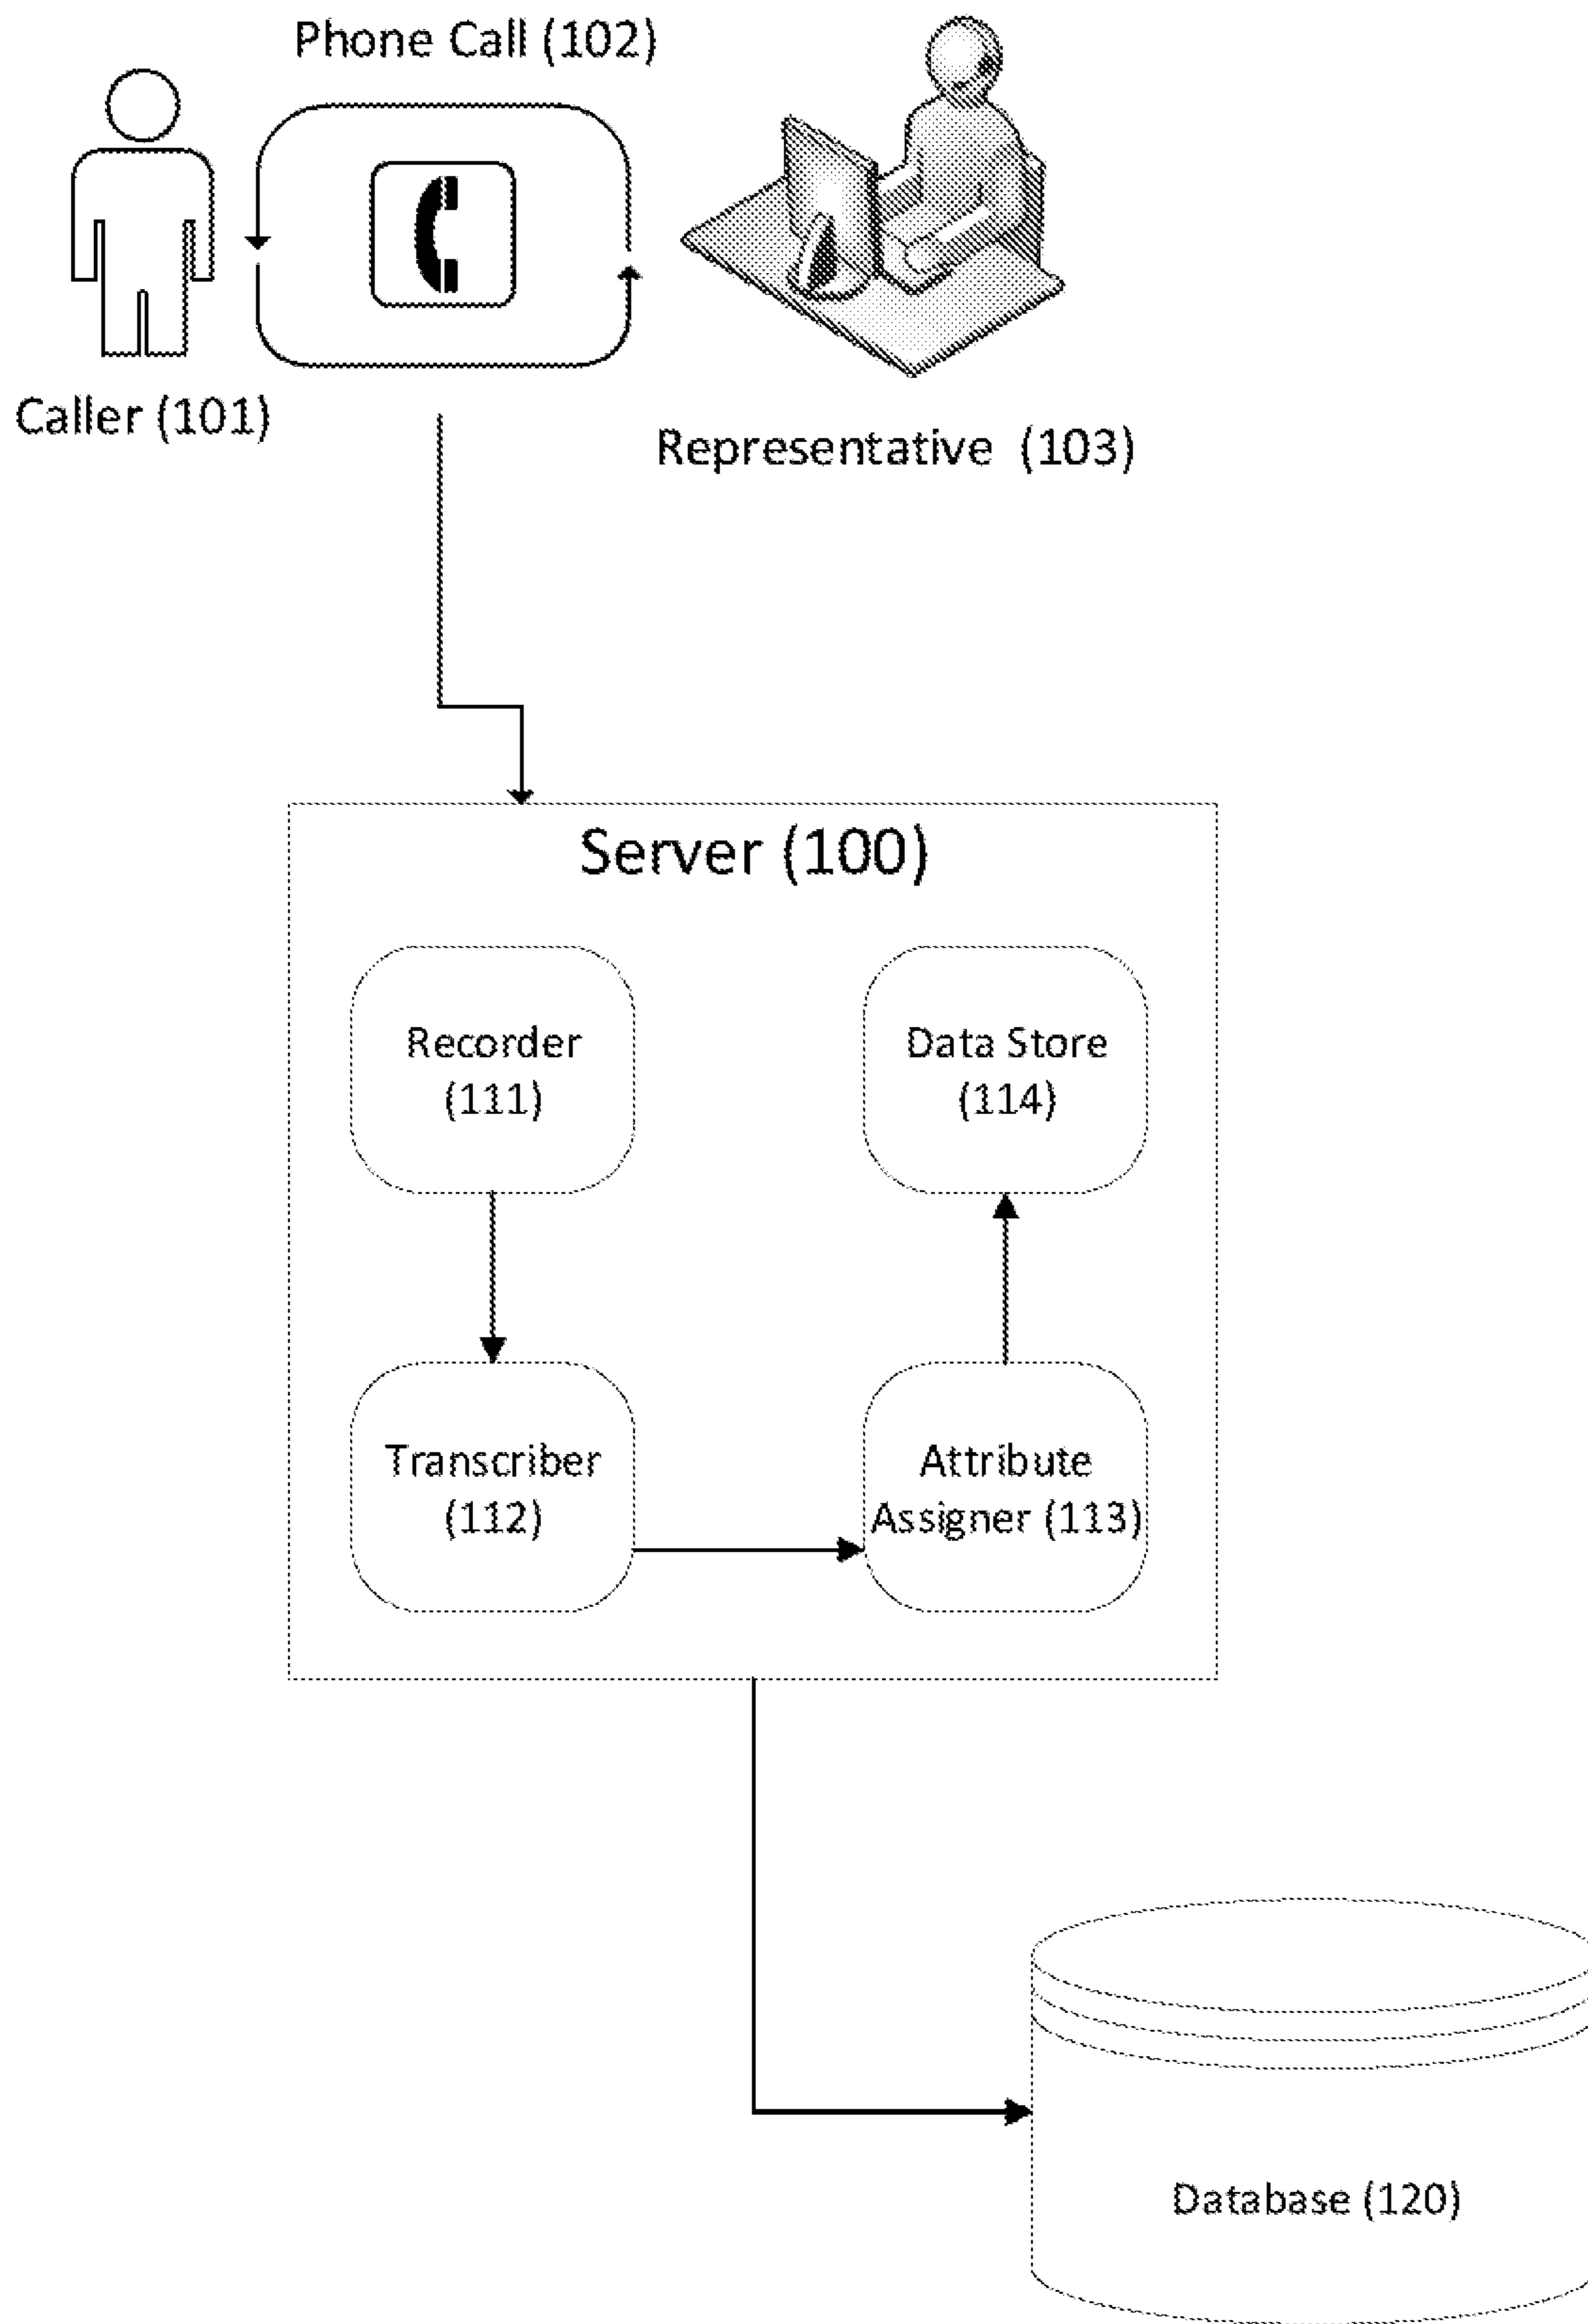 Phone Call (102)
Caller (101)
Representative (103)
Server (100)
Recorder
(111)
Data Store
(114)
Transcriber
(112)
Attribute
Assigner (113)
Database (120)